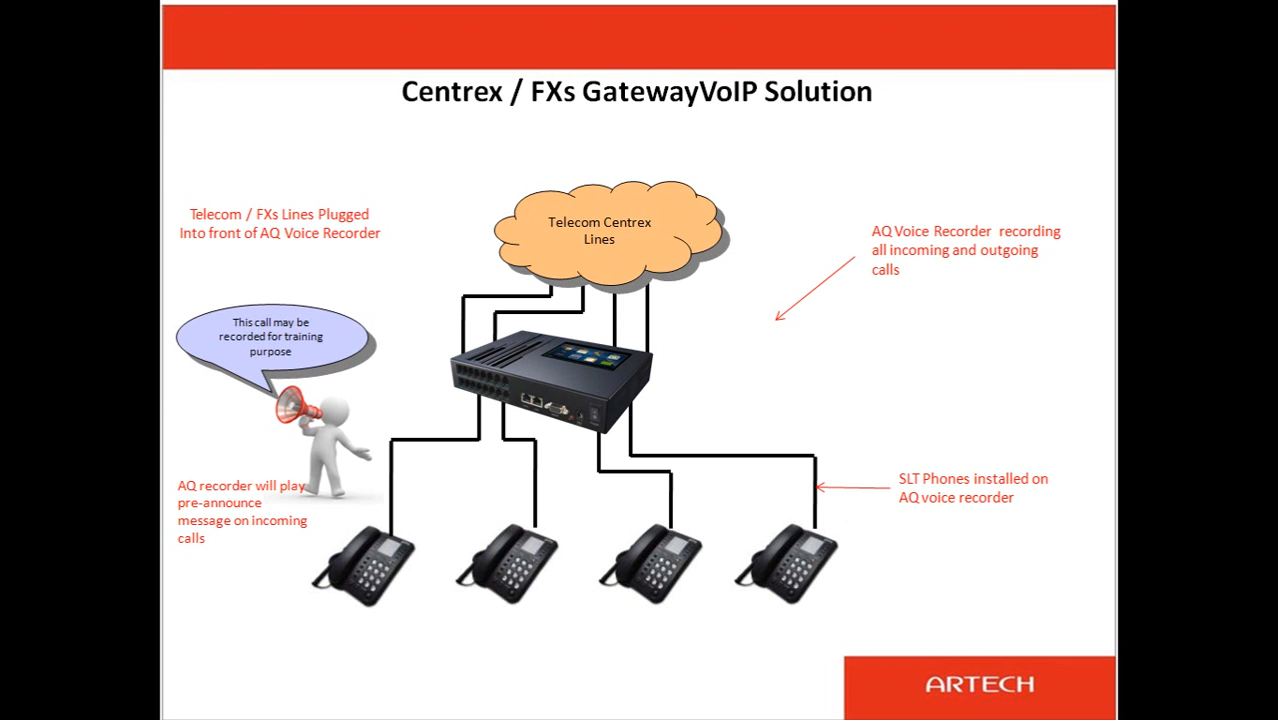 Centrex / FXs GatewayVoIP Solution
Telecom / FXs Lines Plugged
Into front of AQ Voice Recorder
Telecom Centrex
Lines
AQ Voice Recorder recording
all incoming and outgoing
calls
This call may be
recorded for training
purpose
AQ recorder will play
pre-announce
message on incoming
calls
SLT Phones installed on
AQ voice recorder
ARTECH